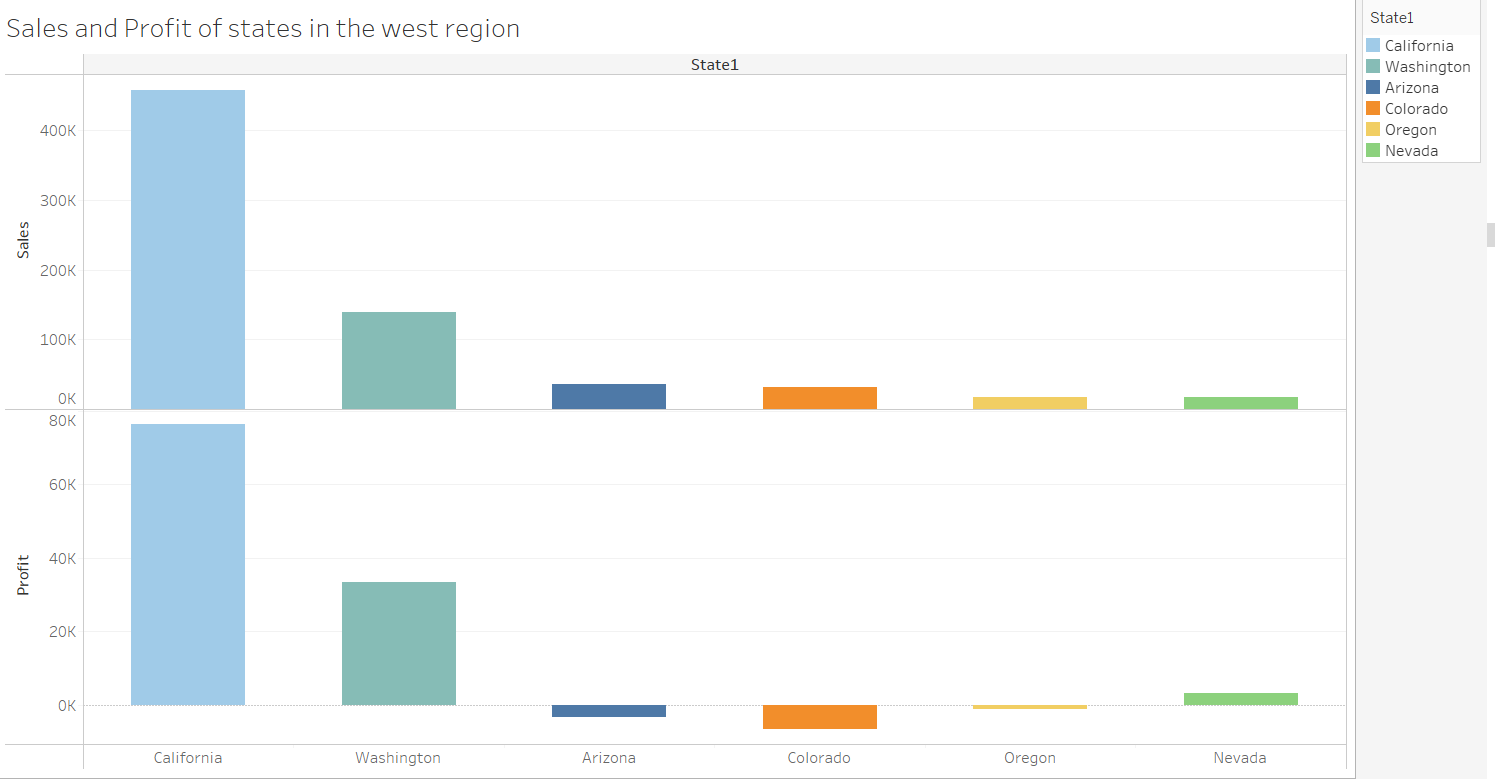 Sales and Profit of states in the west region
State1
Sales
400K
300K
200K
100K
0K
Profit
80K
60K
40K
20K
0K
California Washington Arizona Colorado Oregon Nevada
State1
California
Washington
Arizona
Colorado
Oregon
Nevada